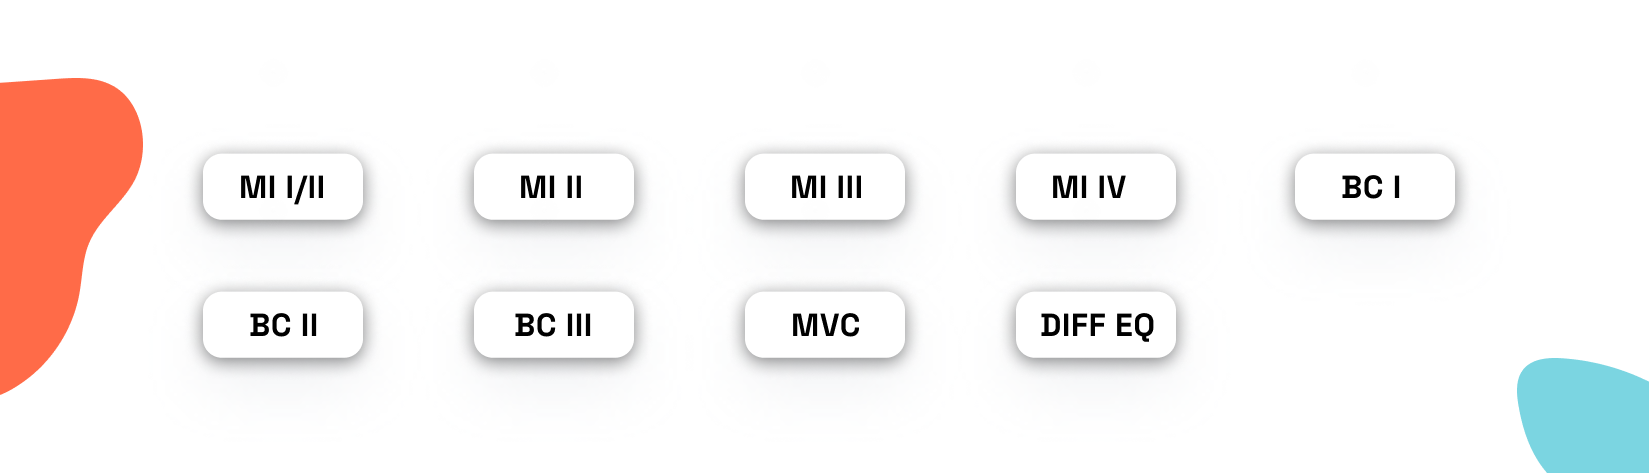 MI I/II
MI II
MI III
MI IV
BC I
BC II
BC III
MVC
DIFF EQ